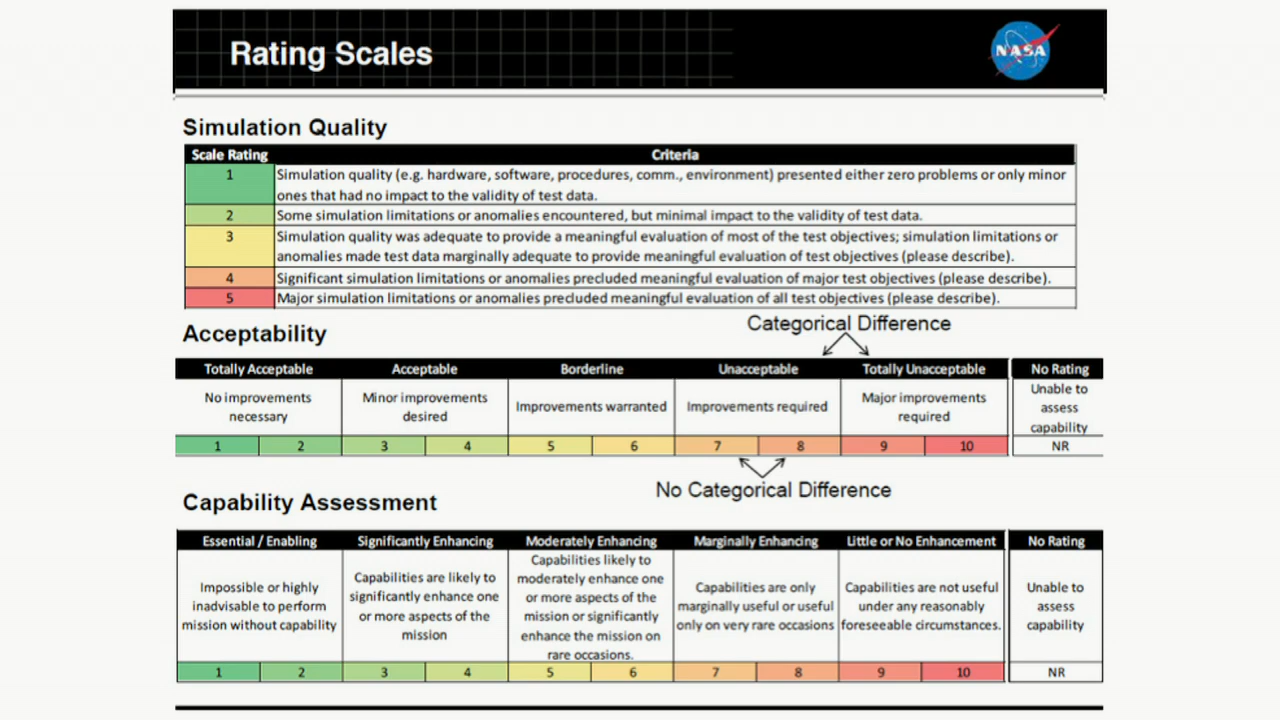 Rating Scales
NASA
Simulation Quality
Scale Rating Criteria
1 Simulation quality (e.g. hardware, software, procedures, comm., environment) presented either zero problems or only minor
ones that had no impact to the validity of test data.
2 Some simulation limitations or anomalies encountered, but minimal impact to the validity of test data.
3 Simulation quality was adequate to provide a meaningful evaluation of most of the test objectives; simulation limitations or
anomalies made test data marginally adequate to provide meaningful evaluation of test objectives (please describe).
4 Significant simulation limitations or anomalies precluded meaningful evaluation of major test objectives (please describe).
5 Major simulation limitations or anomalies precluded meaningful evaluation of all test objectives (please describe).
Categorical Difference
Acceptability
Totally Acceptable Acceptable Borderline Unacceptable Totally Unacceptable No Rating
No improvements
necessary
Minor improvements
desired
Improvements warranted
Improvements required
Major improvements
required
Unable to
assess
capability
1 2 3 4 5 6 7 8 9 10 NR
No Categorical Difference
Capability Assessment
Essential / Enabling Significantly Enhancing Moderately Enhancing Marginally Enhancing Little or No Enhancement No Rating
Impossible or highly
inadvisable to perform
mission without capability
Capabilities are likely to
significantly enhance one
or more aspects of the
mission
Capabilities likely to
moderately enhance one
or more aspects of the
mission or significantly
enhance the mission on
rare occasions.
Capabilities are only
marginally useful or useful
only on very rare occasions
Capabilities are not useful
under any reasonably
foreseeable circumstances.
Unable to
assess
capability
1 2 3 4 5 6 7 8 9 10 NR